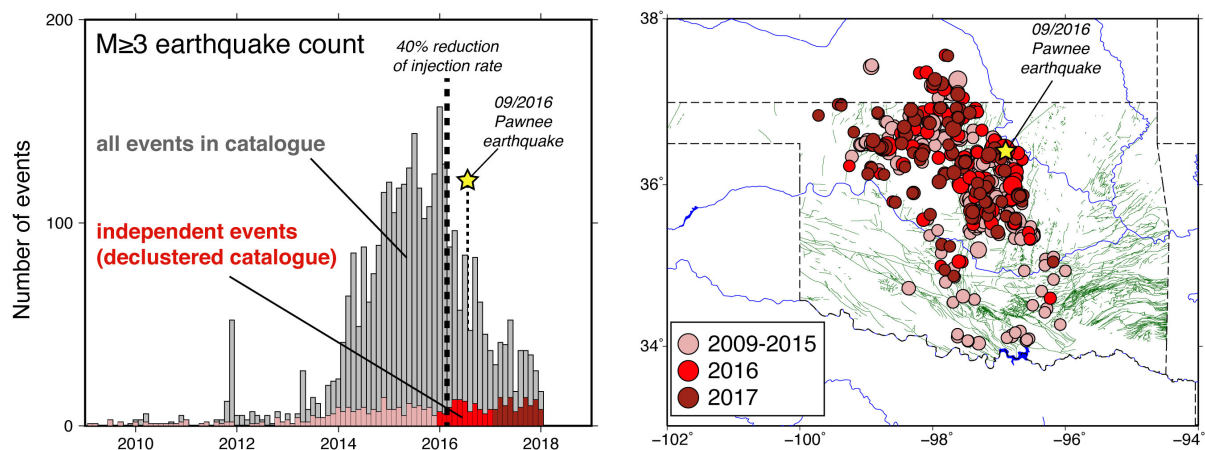 M≥3 earthquake count
40% reduction
of injection rate
09/2016
Pawnee
earthquake
all events in catalogue
independent events
(declustered catalogue)
Number of events
200
100
0
2010
2012
2014
2016
2018
09/2016
Pawnee
earthquake
38°
36°
34°
2009-2015
2016
2017
−102°
−100°
−98°
−96°
−94°